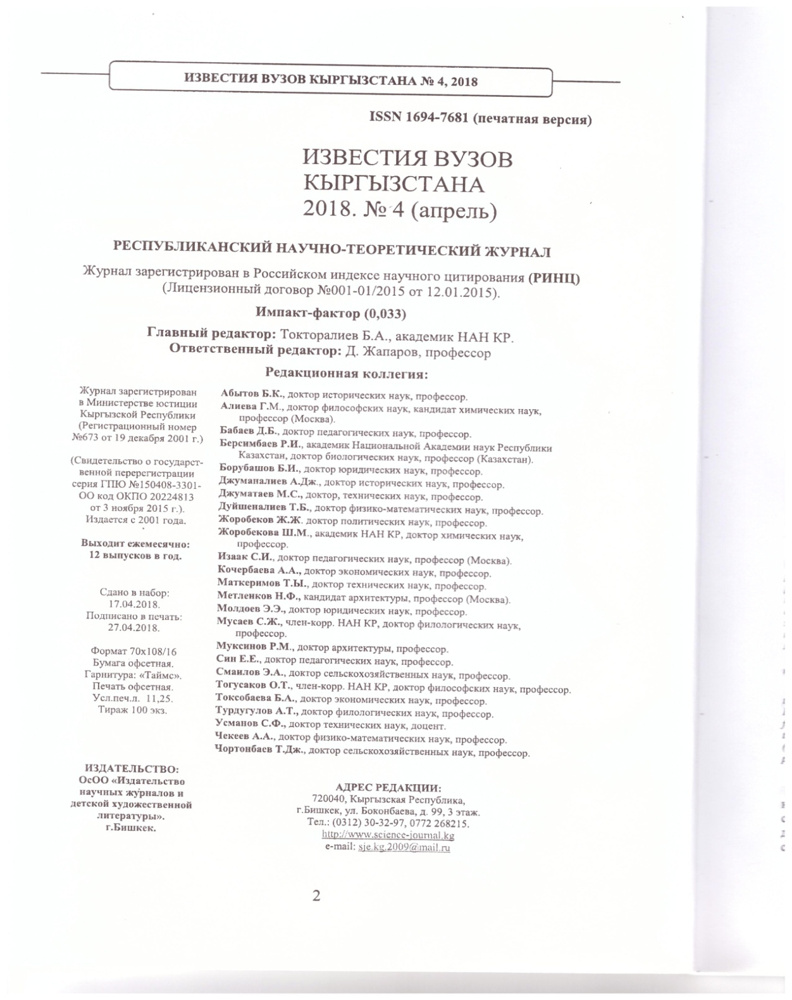 ИЗВЕСТИЯ ВУЗОВ КЫРГЫЗСТАНА № 4, 2018
ISSN 1694-7681 (печатная версия)
ИЗВЕСТИЯ ВУЗОВ
КЫРГЫЗСТАНА
2018. № 4 (апрель)
РЕСПУБЛИКАНСКИЙ НАУЧНО-ТЕОРЕТИЧЕСКИЙ ЖУРНАЛ
Журнал зарегистрирован в Российском индексе научного цитирования (РИНЦ)
(Лицензионный договор №001-01/2015 от 12.01.2015).
Импакт-фактор (0,033)
Главный редактор: Токторалиев Б.А., академик НАН КР.
Ответственный редактор: Д. Жапаров, профессор
Редакционная коллегия:
Журнал зарегистрирован
в Министерстве юстиции
Кыргызской Республики
(Регистрационный номер
№673 от 19 декабря 2001 г.)
(Свидетельство о государст-
венной перерегистрации
серия ГПЮ №150408-3301-
ОО код ОКПО 20224813
от 3 ноября 2015 г.).
Издается с 2001 года.
Выходит ежемесячно:
12 выпусков в год.
Сдано в набор:
17.04.2018.
Подписано в печать:
27.04.2018.
Формат 70х108/16
Бумага офсетная.
Гарнитура: «Таймс».
Печать офсетная.
Усл.печ.л. 11,25.
Тираж 100 экз.
ИЗДАТЕЛЬСТВО:
ОсОО «Издательство
научных журналов и
детской художественной
литературы».
г.Бишкек.
Абытов Б.К., доктор исторических наук, профессор.
Алиева Г.М., доктор философских наук, кандидат химических наук,
профессор (Москва).
Бабаев Д.Б., доктор педагогических наук, профессор.
Берсимбаев Р.И., академик Национальной Академии наук Республики
Казахстан, доктор биологических наук, профессор (Казахстан).
Борубашов Б.И., доктор юридических наук, профессор.
Джуманалиев А.Дж., доктор исторических наук, профессор.
Джуматаев М.С., доктор, технических наук, профессор.
Дуйшеналиев Т.Б., доктор физико-математических наук, профессор.
Жоробеков Ж.Ж. доктор политических наук, профессор.
Жоробекова Ш.М., академик НАН КР, доктор химических наук,
профессор.
Изаак С.И., доктор педагогических наук, профессор (Москва).
Кочербаева А.А., доктор экономических наук, профессор.
Маткеримов Т.Ы., доктор технических наук, профессор.
Метленков Н.Ф., кандидат архитектуры, профессор (Москва).
Молдоев Э.Э., доктор юридических наук, профессор.
Мусаев С.Ж., член-корр. НАН КР, доктор филологических наук,
профессор.
Муксинов Р.М., доктор архитектуры, профессор.
Син Е.Е., доктор педагогических наук, профессор.
Смаилов Э.А., доктор сельскохозяйственных наук, профессор.
Тогусаков О.Т., член-корр. НАН КР, доктор философских наук, профессор.
Токсобаева Б.А., доктор экономических наук, профессор.
Турдугулов А.Т., доктор филологических наук, профессор.
Усманов С.Ф., доктор технических наук, доцент.
Чекеев А.А., доктор физико-математических наук, профессор.
Чортонбаев Т.Дж., доктор сельскохозяйственных наук, профессор.
АДРЕС РЕДАКЦИИ:
720040, Кыргызская Республика,
г.Бишкек, ул. Боконбаева, д. 99, 3 этаж.
Тел.: (0312) 30-32-97, 0772 268215.
http://www.science-journal.kg
e-mail: sje.kg.2009@mail.ru
2